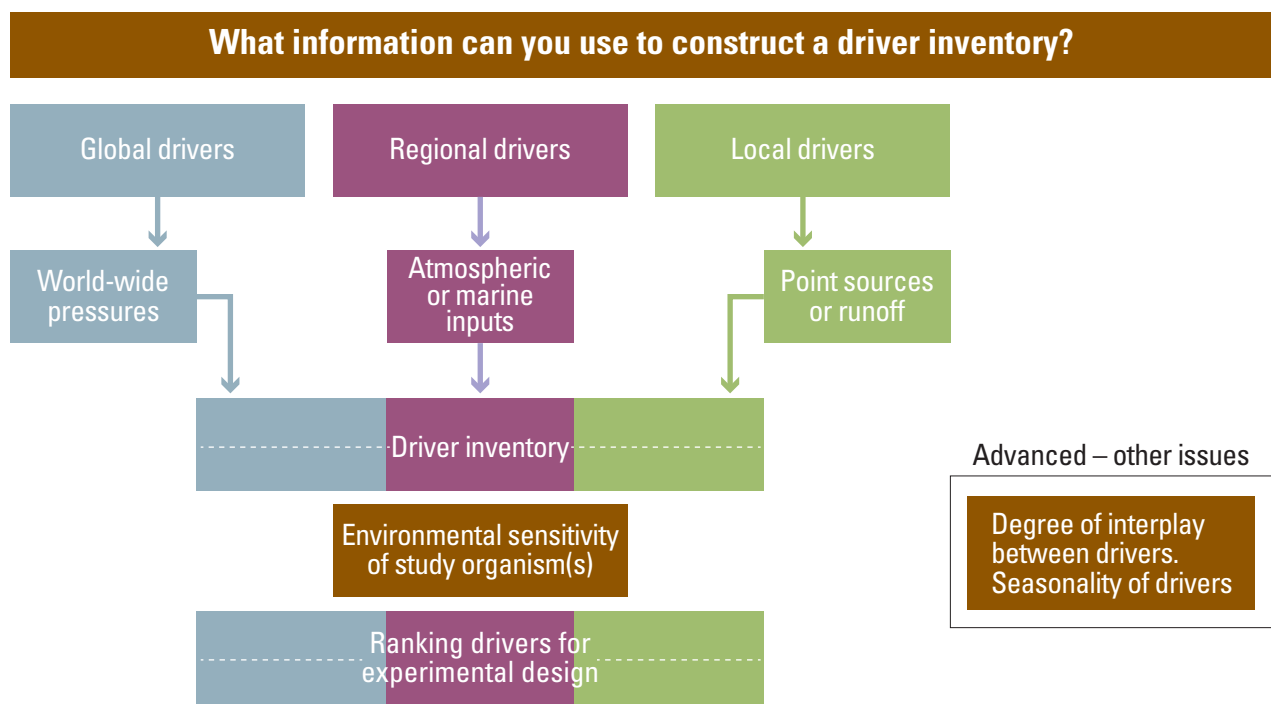 What information can you use to construct a driver inventory?
Global drivers
Regional drivers
Local drivers
World-wide
pressures
Atmospheric
or marine
inputs
Point sources
or runoff
Driver inventory
Advanced – other issues
Environmental sensitivity
of study organism(s)
Degree of interplay
between drivers.
Seasonality of drivers
Ranking drivers for
experimental design